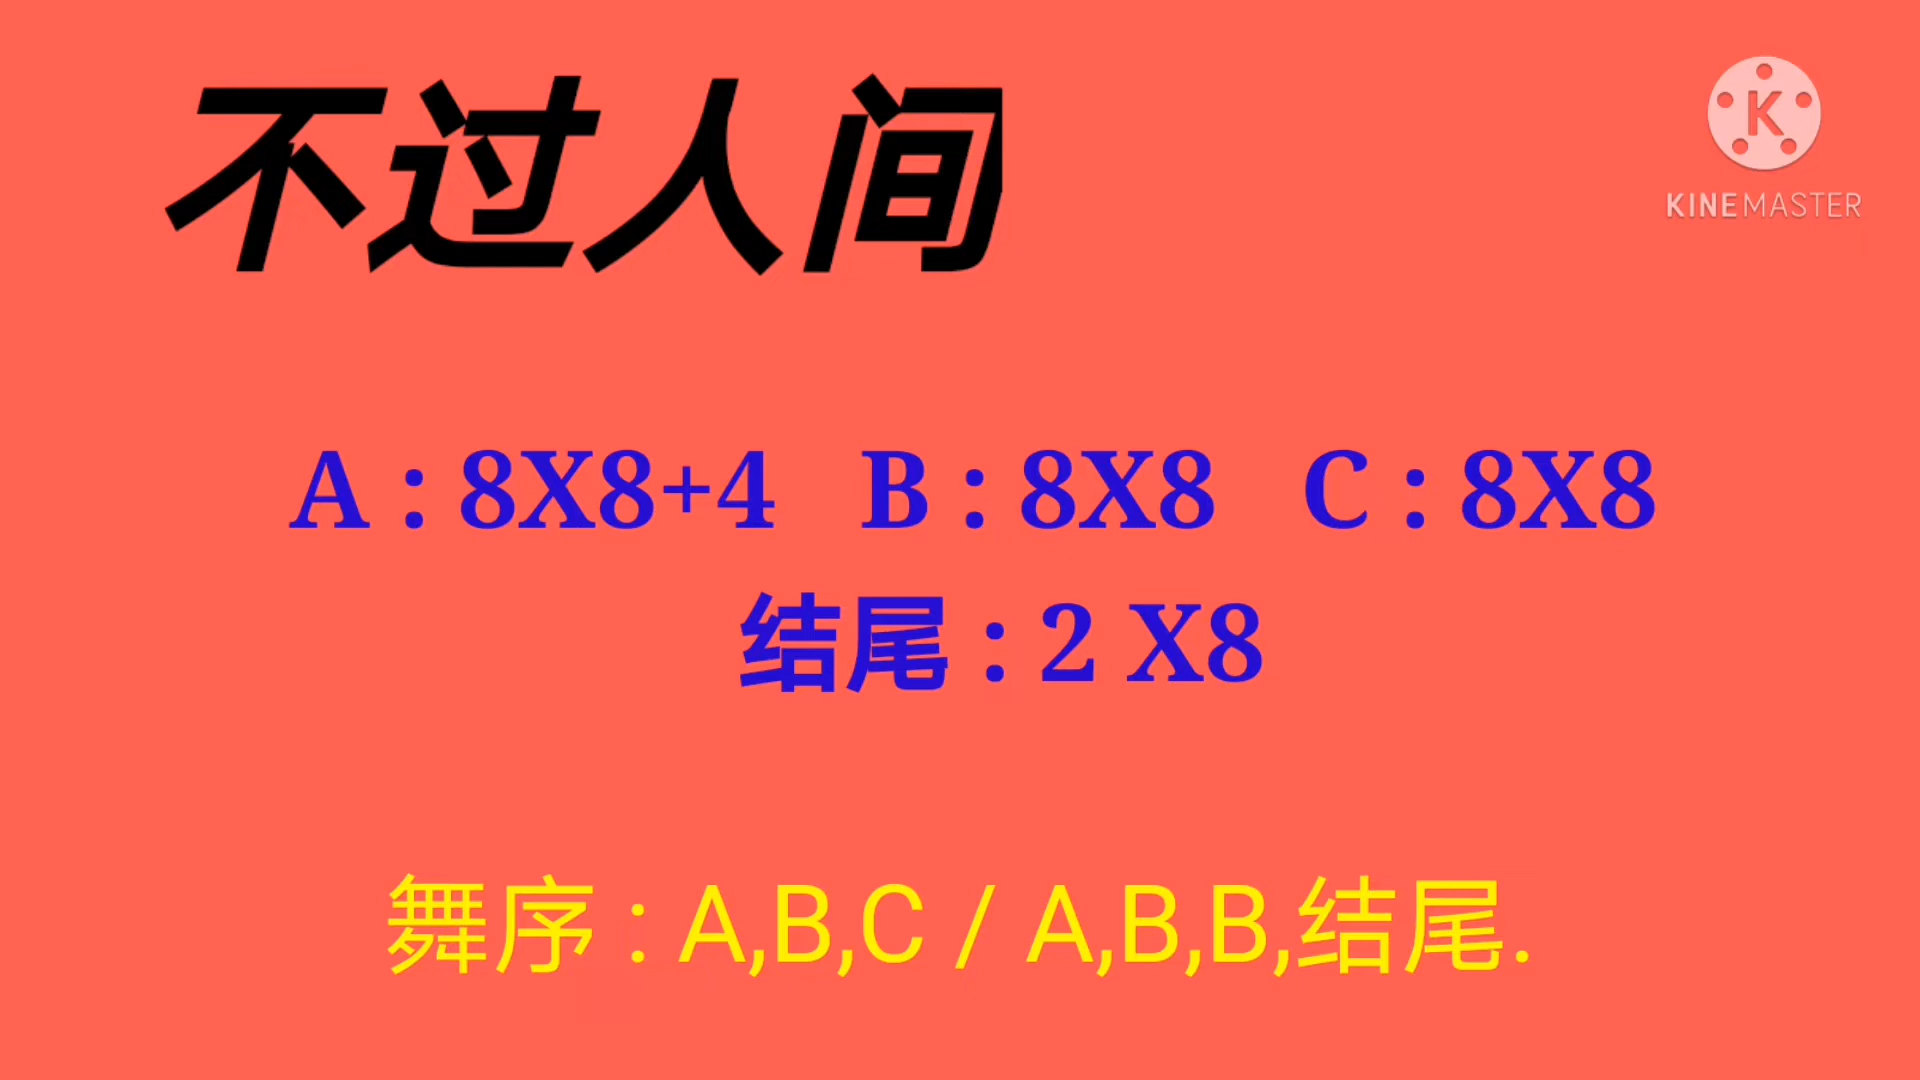 不过人间
K
KINEMASTER
A : 8X8+4 B : 8X8 C : 8X8
结尾 : 2 X8
舞序 : A,B,C / A,B,B,结尾.